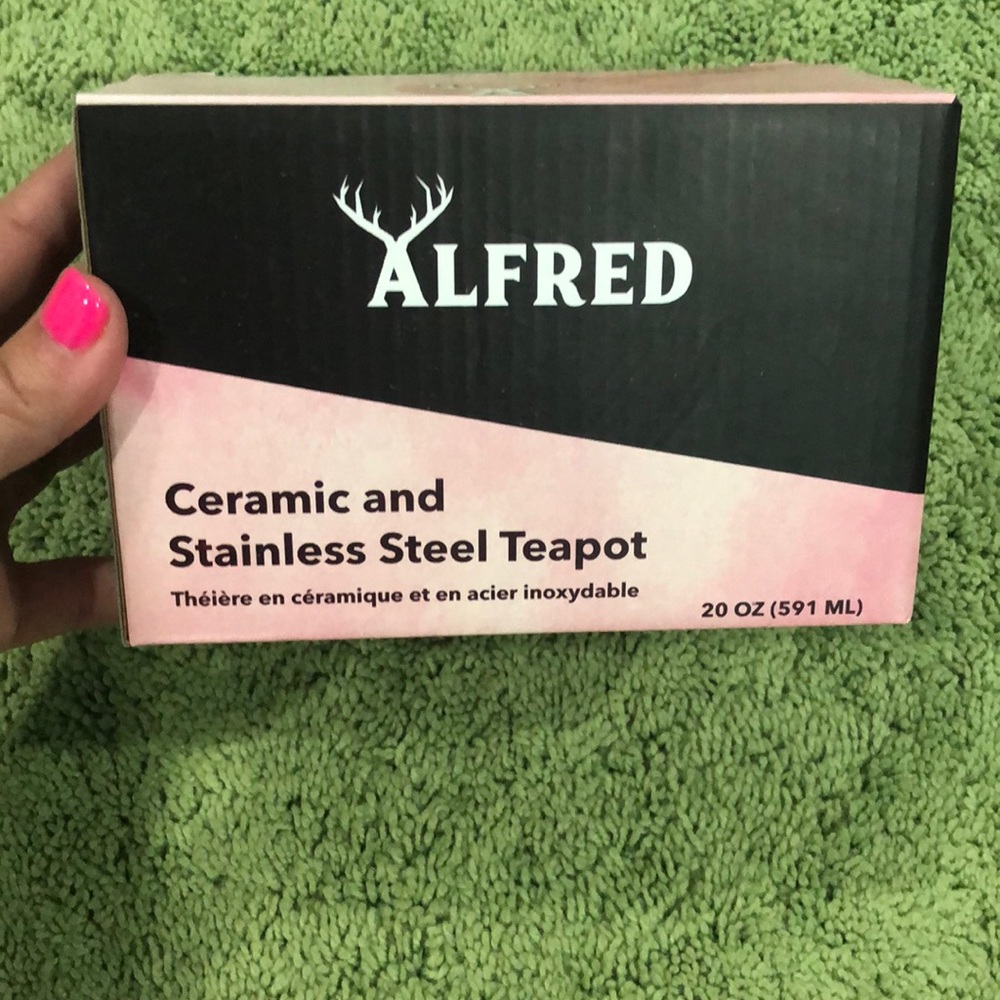 ALFRED
Ceramic and
Stainless Steel Teapot
Théière en céramique et en acier inoxydable
20 OZ (591 ML)